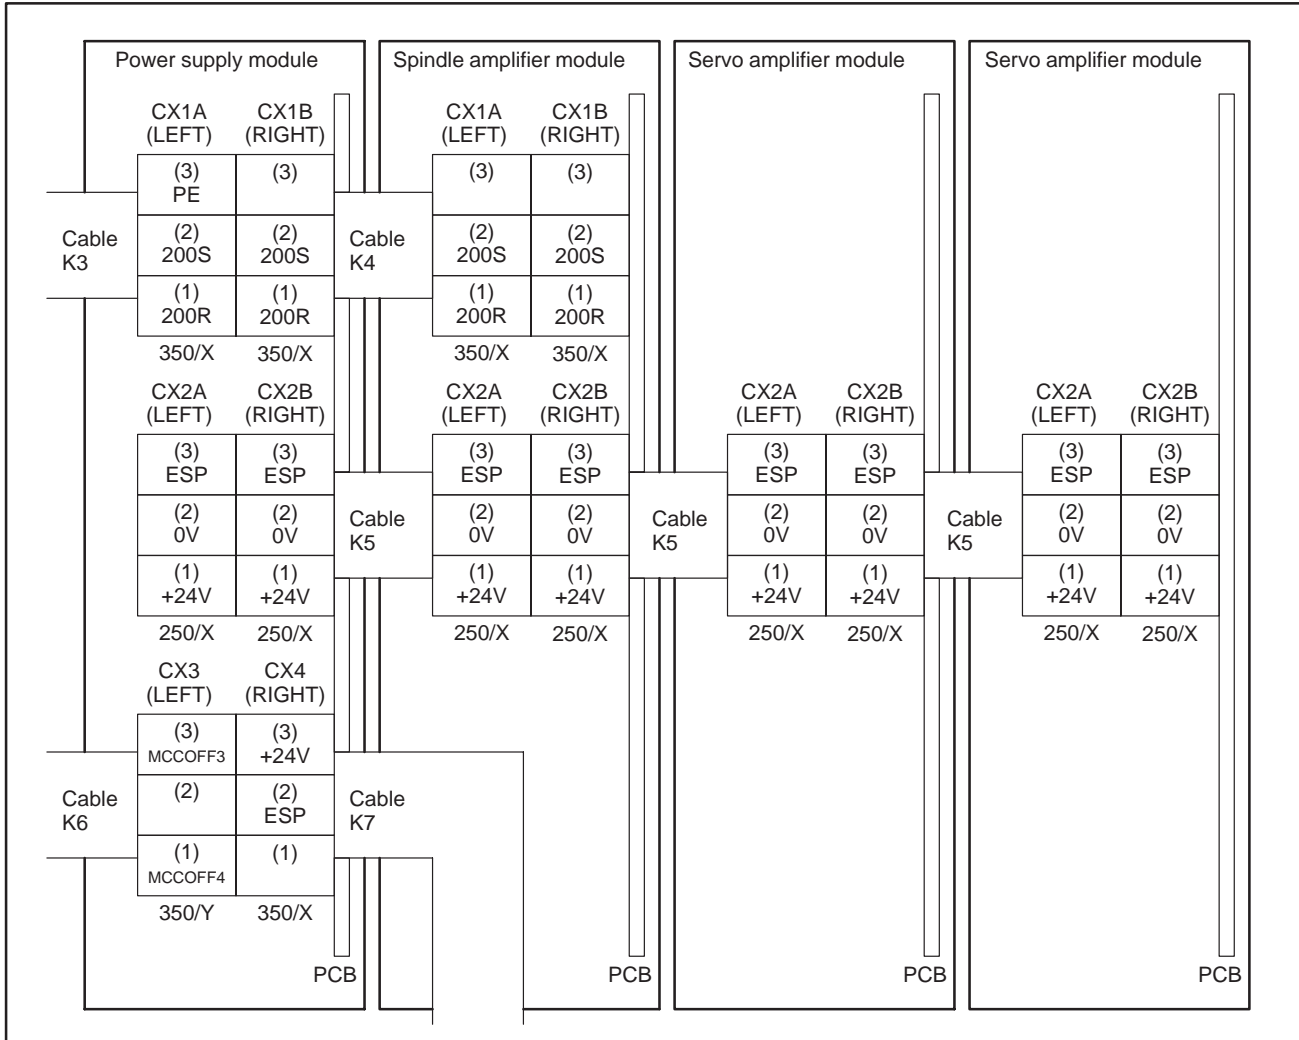 Power supply module
Spindle amplifier module
Servo amplifier module
Servo amplifier module
CX1A
(LEFT)
CX1B
(RIGHT)
(3)
PE
(3)
Cable
K3
(2)
200S
(2)
200S
(1)
200R
(1)
200R
350/X
350/X
Cable
K4
CX1A
(LEFT)
CX1B
(RIGHT)
(3)
(3)
(2)
200S
(2)
200S
(1)
200R
(1)
200R
350/X
350/X
CX2A
(LEFT)
CX2B
(RIGHT)
(3)
ESP
(3)
ESP
(2)
0V
(2)
0V
(1)
+24V
(1)
+24V
250/X
250/X
Cable
K5
CX2A
(LEFT)
CX2B
(RIGHT)
(3)
ESP
(3)
ESP
(2)
0V
(2)
0V
(1)
+24V
(1)
+24V
250/X
250/X
Cable
K5
CX2A
(LEFT)
CX2B
(RIGHT)
(3)
ESP
(3)
ESP
(2)
0V
(2)
0V
(1)
+24V
(1)
+24V
250/X
250/X
Cable
K5
CX2A
(LEFT)
CX2B
(RIGHT)
(3)
ESP
(3)
ESP
(2)
0V
(2)
0V
(1)
+24V
(1)
+24V
250/X
250/X
CX3
(LEFT)
CX4
(RIGHT)
(3)
MCCOFF3
(3)
+24V
Cable
K6
(2)
(2)
ESP
Cable
K7
(1)
MCCOFF4
(1)
350/Y
350/X
PCB
PCB
PCB
PCB